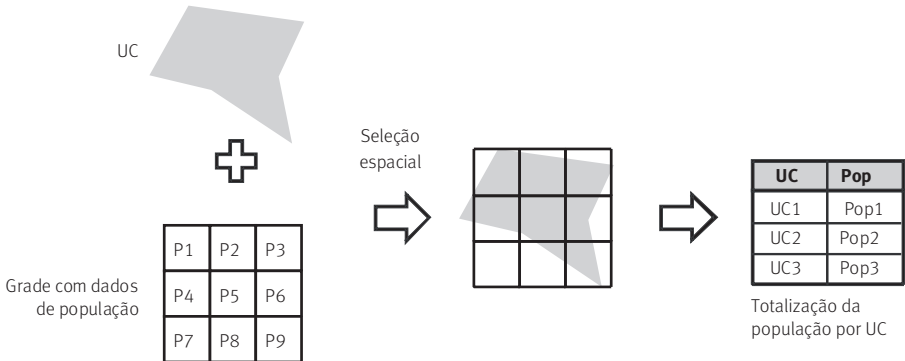 UC
Seleção
espacial
Grade com dados
de população
P1 P2 P3
P4 P5 P6
P7 P8 P9
UC Pop
UC1 Pop1
UC2 Pop2
UC3 Pop3
Totalização da
população por UC